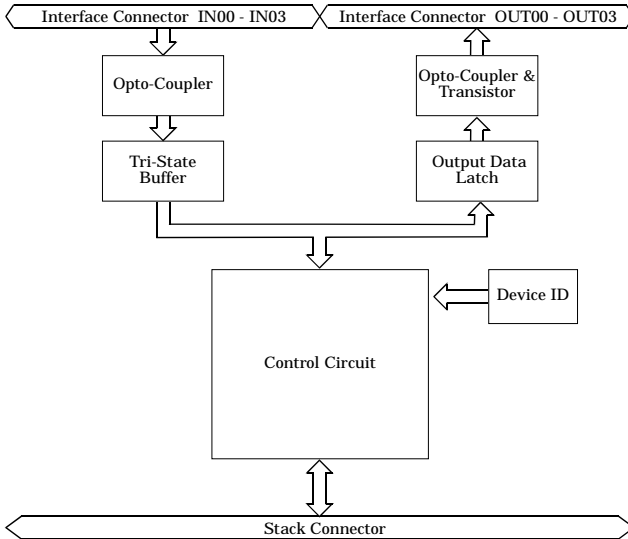 Interface Connector IN00 - IN03
Interface Connector OUT00 - OUT03
Opto-Coupler
Opto-Coupler &
Transistor
Tri-State
Buffer
Output Data
Latch
Device ID
Control Circuit
Stack Connector